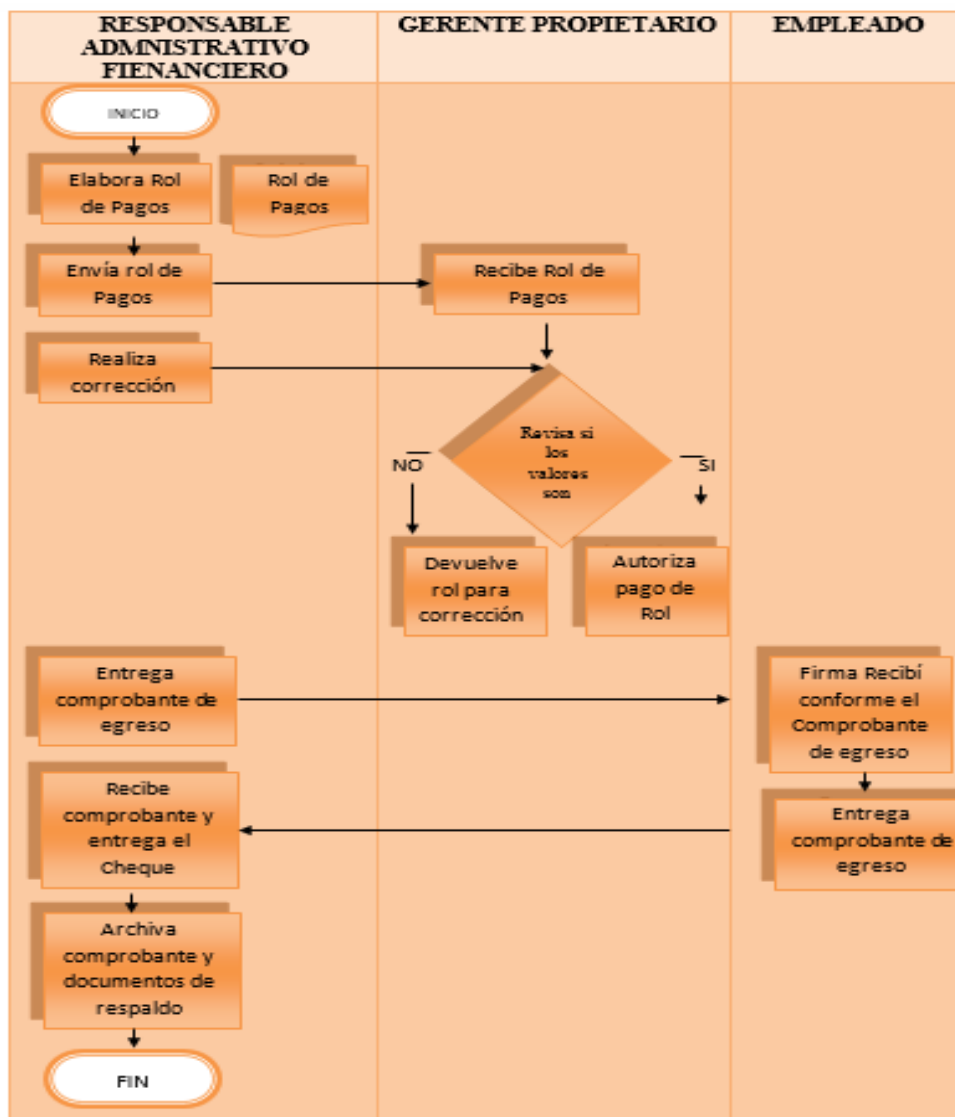 RESPONSABLE
ADMNISTRATIVO
FIENANCIERO
GERENTE PROPIETARIO
EMPLEADO
INICIO
Elabora Rol
de Pagos
Rol de
Pagos
Envía rol de
Pagos
Recibe Rol de
Pagos
Realiza
corrección
Revisa si
los
valores
son
NO
SI
Devuelve
rol para
corrección
Autoriza
pago de
Rol
Entrega
comprobante de
egreso
Firma Recibí
conforme el
Comprobante
de egreso
Recibe
comprobante y
entrega el
Cheque
Entrega
comprobante de
egreso
Archiva
comprobante y
documentos de
respaldo
FIN